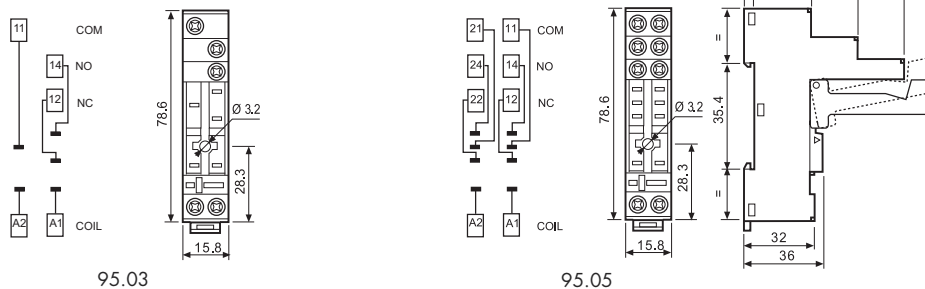 11 COM
14 NO
12 NC
A2 A1 COIL
78.6
Ø 3.2
28.3
15.8
95.03
21 11 COM
24 14 NO
22 12 NC
A2 A1 COIL
78.6
Ø 3.2
28.3
15.8
95.05
=
35.4
=
32
36